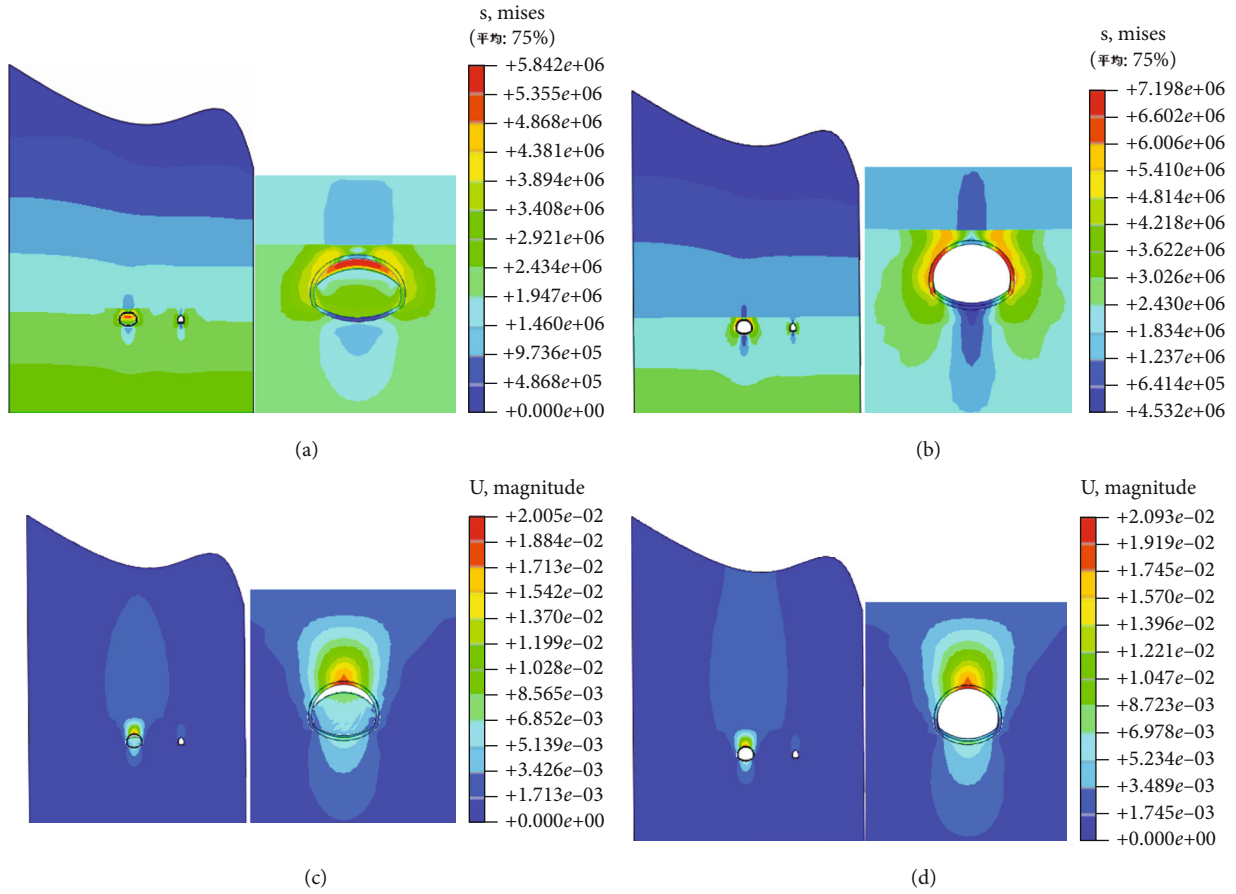 s, mises
(平均: 75%)
+5.842e+06
+5.355e+06
+4.868e+06
+4.381e+06
+3.894e+06
+3.408e+06
+2.921e+06
+2.434e+06
+1.947e+06
+1.460e+06
+9.736e+05
+4.868e+05
+0.000e+00
(a)
s, mises
(平均: 75%)
+7.198e+06
+6.602e+06
+6.006e+06
+5.410e+06
+4.814e+06
+4.218e+06
+3.622e+06
+3.026e+06
+2.430e+06
+1.834e+06
+1.237e+06
+6.414e+05
+4.532e+06
(b)
U, magnitude
+2.005e–02
+1.884e–02
+1.713e–02
+1.542e–02
+1.370e–02
+1.199e–02
+1.028e–02
+8.565e–03
+6.852e–03
+5.139e–03
+3.426e–03
+1.713e–03
+0.000e+00
(c)
U, magnitude
+2.093e–02
+1.919e–02
+1.745e–02
+1.570e–02
+1.396e–02
+1.221e–02
+1.047e–02
+8.723e–03
+6.978e–03
+5.234e–03
+3.489e–03
+1.745e–03
+0.000e+00
(d)